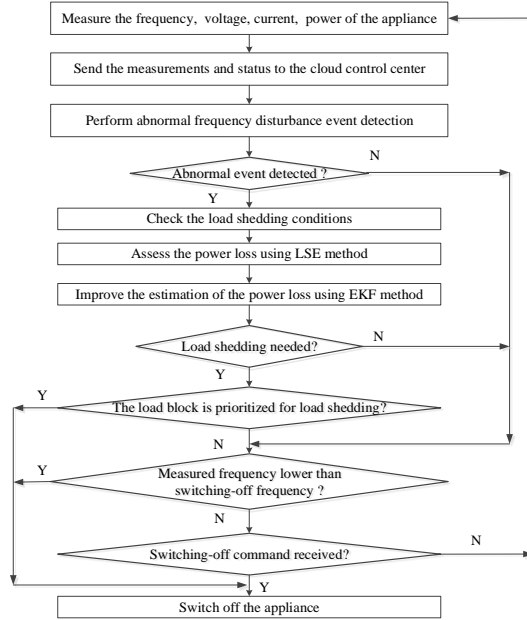 Measure the frequency, voltage, current, power of the appliance
Send the measurements and status to the cloud control center
Perform abnormal frequency disturbance event detection
N
Abnormal event detected ?
Y
Check the load shedding conditions
Assess the power loss using LSE method
Improve the estimation of the power loss using EKF method
N
Load shedding needed?
Y
Y
The load block is prioritized for load shedding?
N
Y
Measured frequency lower than
switching-off frequency ?
N
N
Switching-off command received?
Y
Switch off the appliance